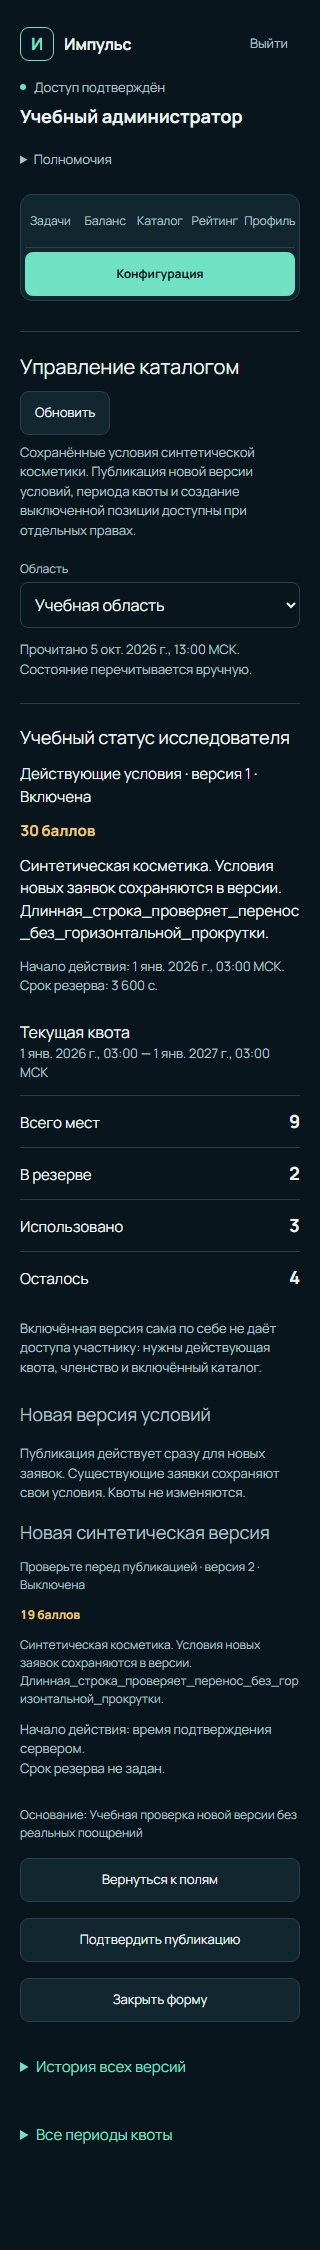 И Импульс Выйти
Доступ подтверждён
Учебный администратор
Полномочия
Задачи Баланс Каталог Рейтинг Профиль
Конфигурация
Управление каталогом
Обновить
Сохранённые условия синтетической
косметики. Публикация новой версии
условий, периода квоты и создание
выключенной позиции доступны при
отдельных правах.
Область
Учебная область
Прочитано 5 окт. 2026 г., 13:00 МСК.
Состояние перечитывается вручную.
Учебный статус исследователя
Действующие условия · версия 1 ·
Включена
30 баллов
Синтетическая косметика. Условия
новых заявок сохраняются в версии.
Длинная_строка_проверяет_перенос
_без_горизонтальной_прокрутки.
Начало действия: 1 янв. 2026 г., 03:00 МСК.
Срок резерва: 3 600 с.
Текущая квота
1 янв. 2026 г., 03:00 — 1 янв. 2027 г., 03:00
МСК
Всего мест 9
В резерве 2
Использовано 3
Осталось 4
Включённая версия сама по себе не даёт
доступа участнику: нужны действующая
квота, членство и включённый каталог.
Новая версия условий
Публикация действует сразу для новых
заявок. Существующие заявки сохраняют
свои условия. Квоты не изменяются.
Новая синтетическая версия
Проверьте перед публикацией · версия 2 ·
Выключена
19 баллов
Синтетическая косметика. Условия новых
заявок сохраняются в версии.
Длинная_строка_проверяет_перенос_без_гор
изонтальной_прокрутки.
Начало действия: время подтверждения
сервером.
Срок резерва не задан.
Основание: Учебная проверка новой версии без
реальных поощрений
Вернуться к полям
Подтвердить публикацию
Закрыть форму
История всех версий
Все периоды квоты